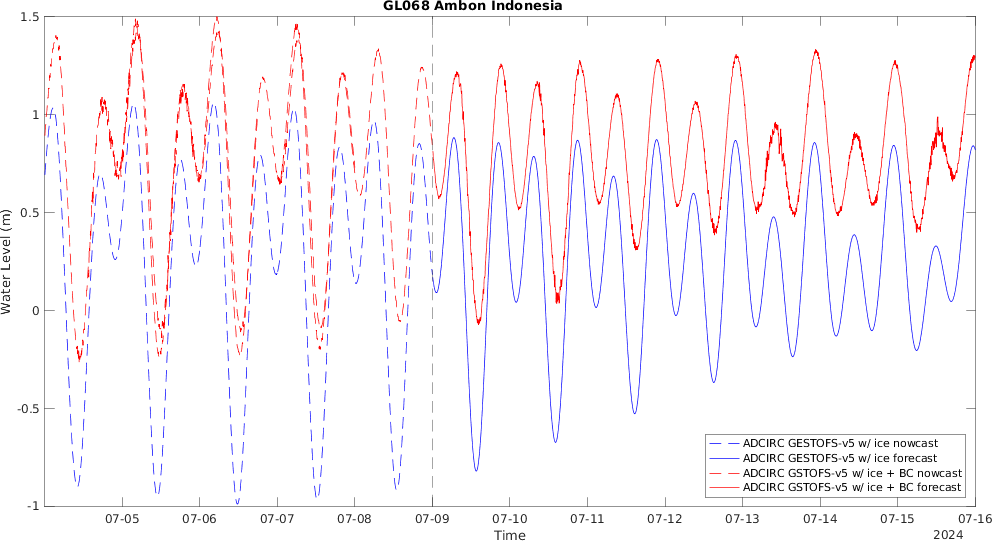 GL068 Ambon Indonesia
1.5
1
0.5
0
-0.5
-1
Water Level (m)
ADCIRC GESTOFS-v5 w/ ice nowcast
ADCIRC GESTOFS-v5 w/ ice forecast
ADCIRC GSTOFS-v5 w/ ice + BC nowcast
ADCIRC GSTOFS-v5 w/ ice + BC forecast
07-05 07-06 07-07 07-08 07-09 07-10 07-11 07-12 07-13 07-14 07-15 07-16
Time
2024